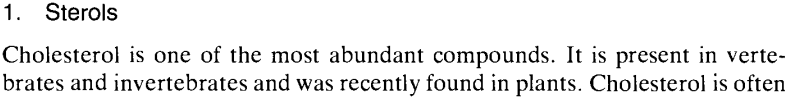 1. Sterols
Cholesterol is one of the most abundant compounds. It is present in verte-
brates and invertebrates and was recently found in plants. Cholesterol is often